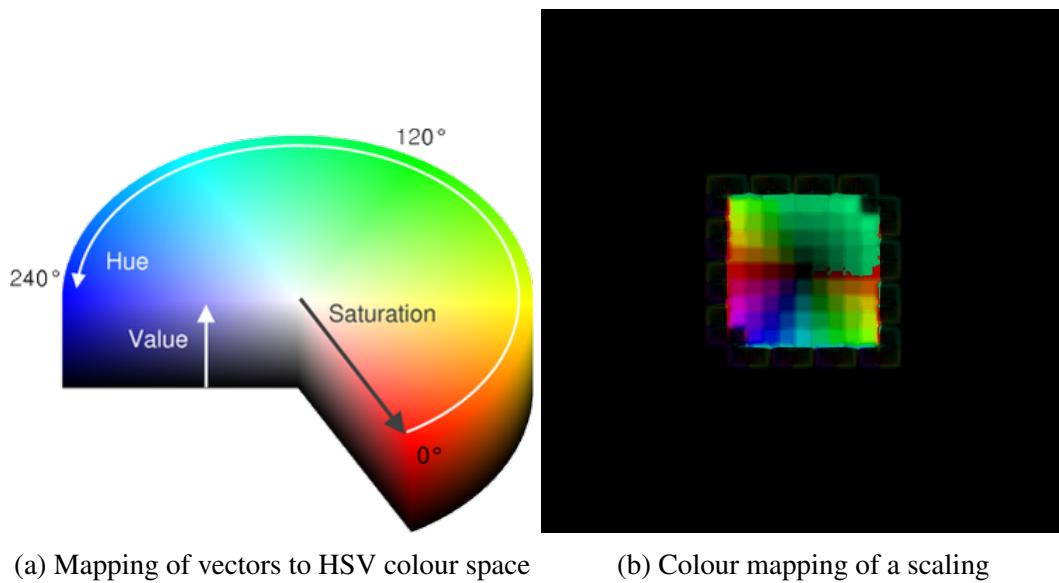 120°
240°
Hue
Saturation
Value
0°
(a) Mapping of vectors to HSV colour space
(b) Colour mapping of a scaling